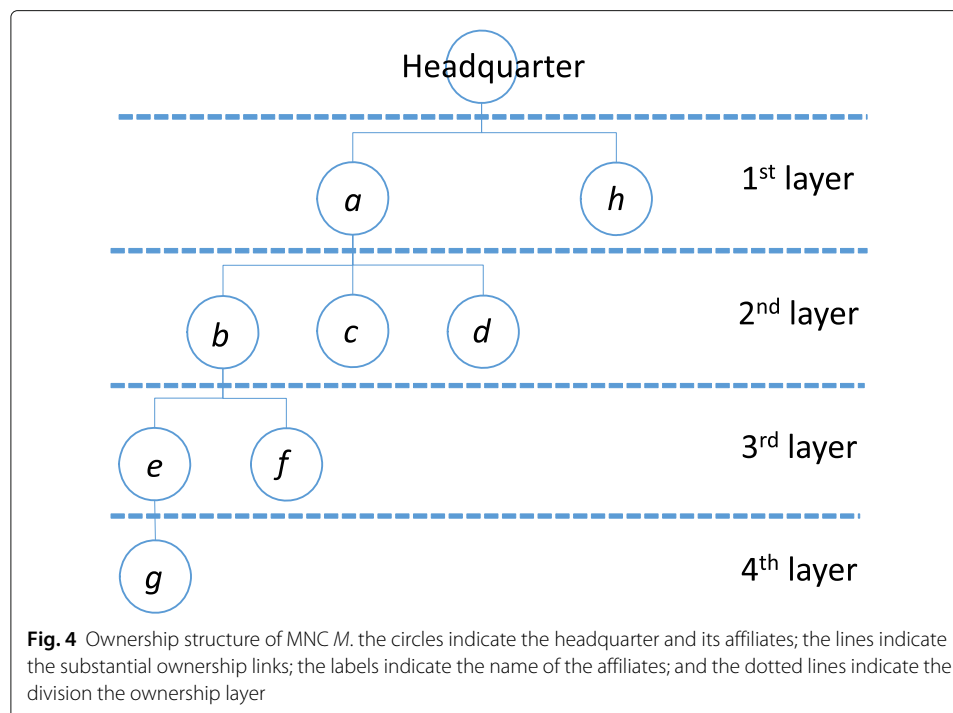 Headquarter
a h 1st layer
b c d 2nd layer
e f 3rd layer
g 4th layer
Fig. 4 Ownership structure of MNC M. the circles indicate the headquarter and its affiliates; the lines indicate
the substantial ownership links; the labels indicate the name of the affiliates; and the dotted lines indicate the
division the ownership layer